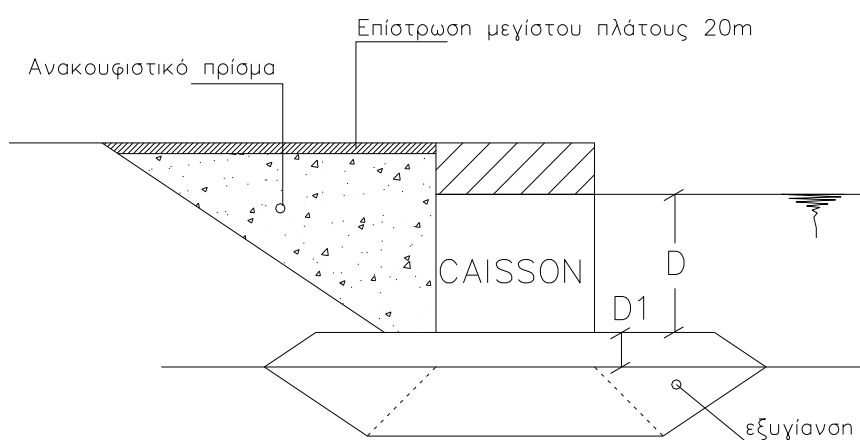 Επίστρωση μεγίστου πλάτους 20m
Ανακουφιστικό πρίσμα
CAISSON
D
D1
εξυγίανση